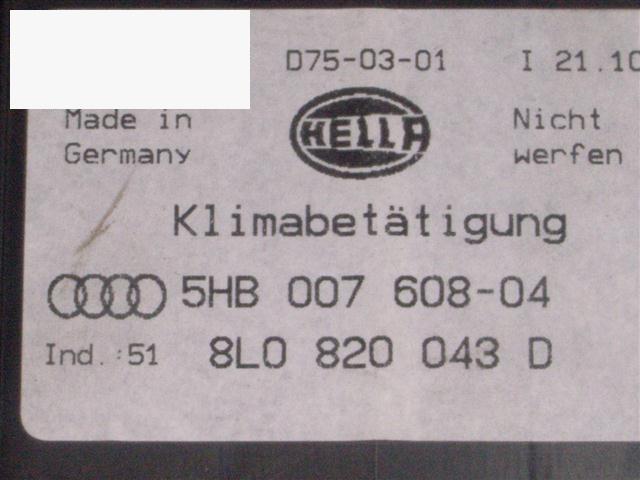 D75-03-01 I 21.10
Made in
Germany
HELLA
Nicht
werfen
Klimabetätigung
5HB 007 608-04
Ind.:51 8L0 820 043 D